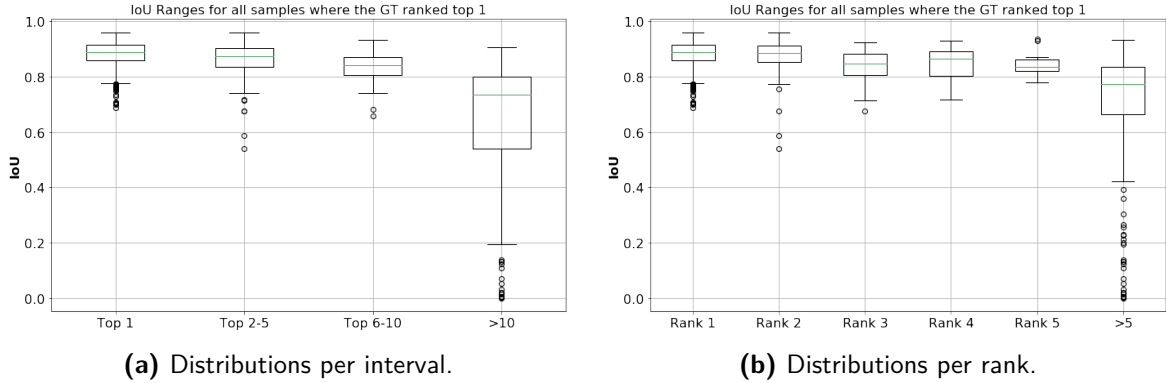 IoU Ranges for all samples where the GT ranked top 1
1.0
0.8
0.6
0.4
0.2
0.0
IoU
Top 1 Top 2-5 Top 6-10 >10
(a) Distributions per interval.
IoU Ranges for all samples where the GT ranked top 1
1.0
0.8
0.6
0.4
0.2
0.0
IoU
Rank 1 Rank 2 Rank 3 Rank 4 Rank 5 >5
(b) Distributions per rank.